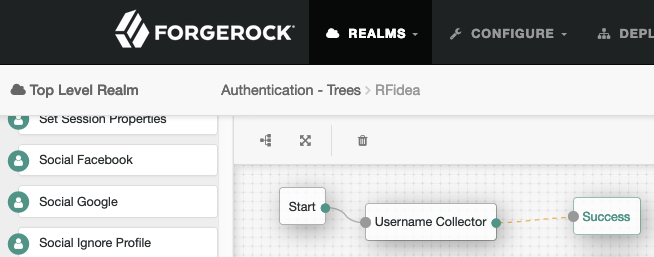 FORGEROCK
REALMS
CONFIGURE
DEPL
Top Level Realm
Authentication - Trees > RFidea
Set Session Properties
Social Facebook
Social Google
Social Ignore Profile
Start
Username Collector
Success